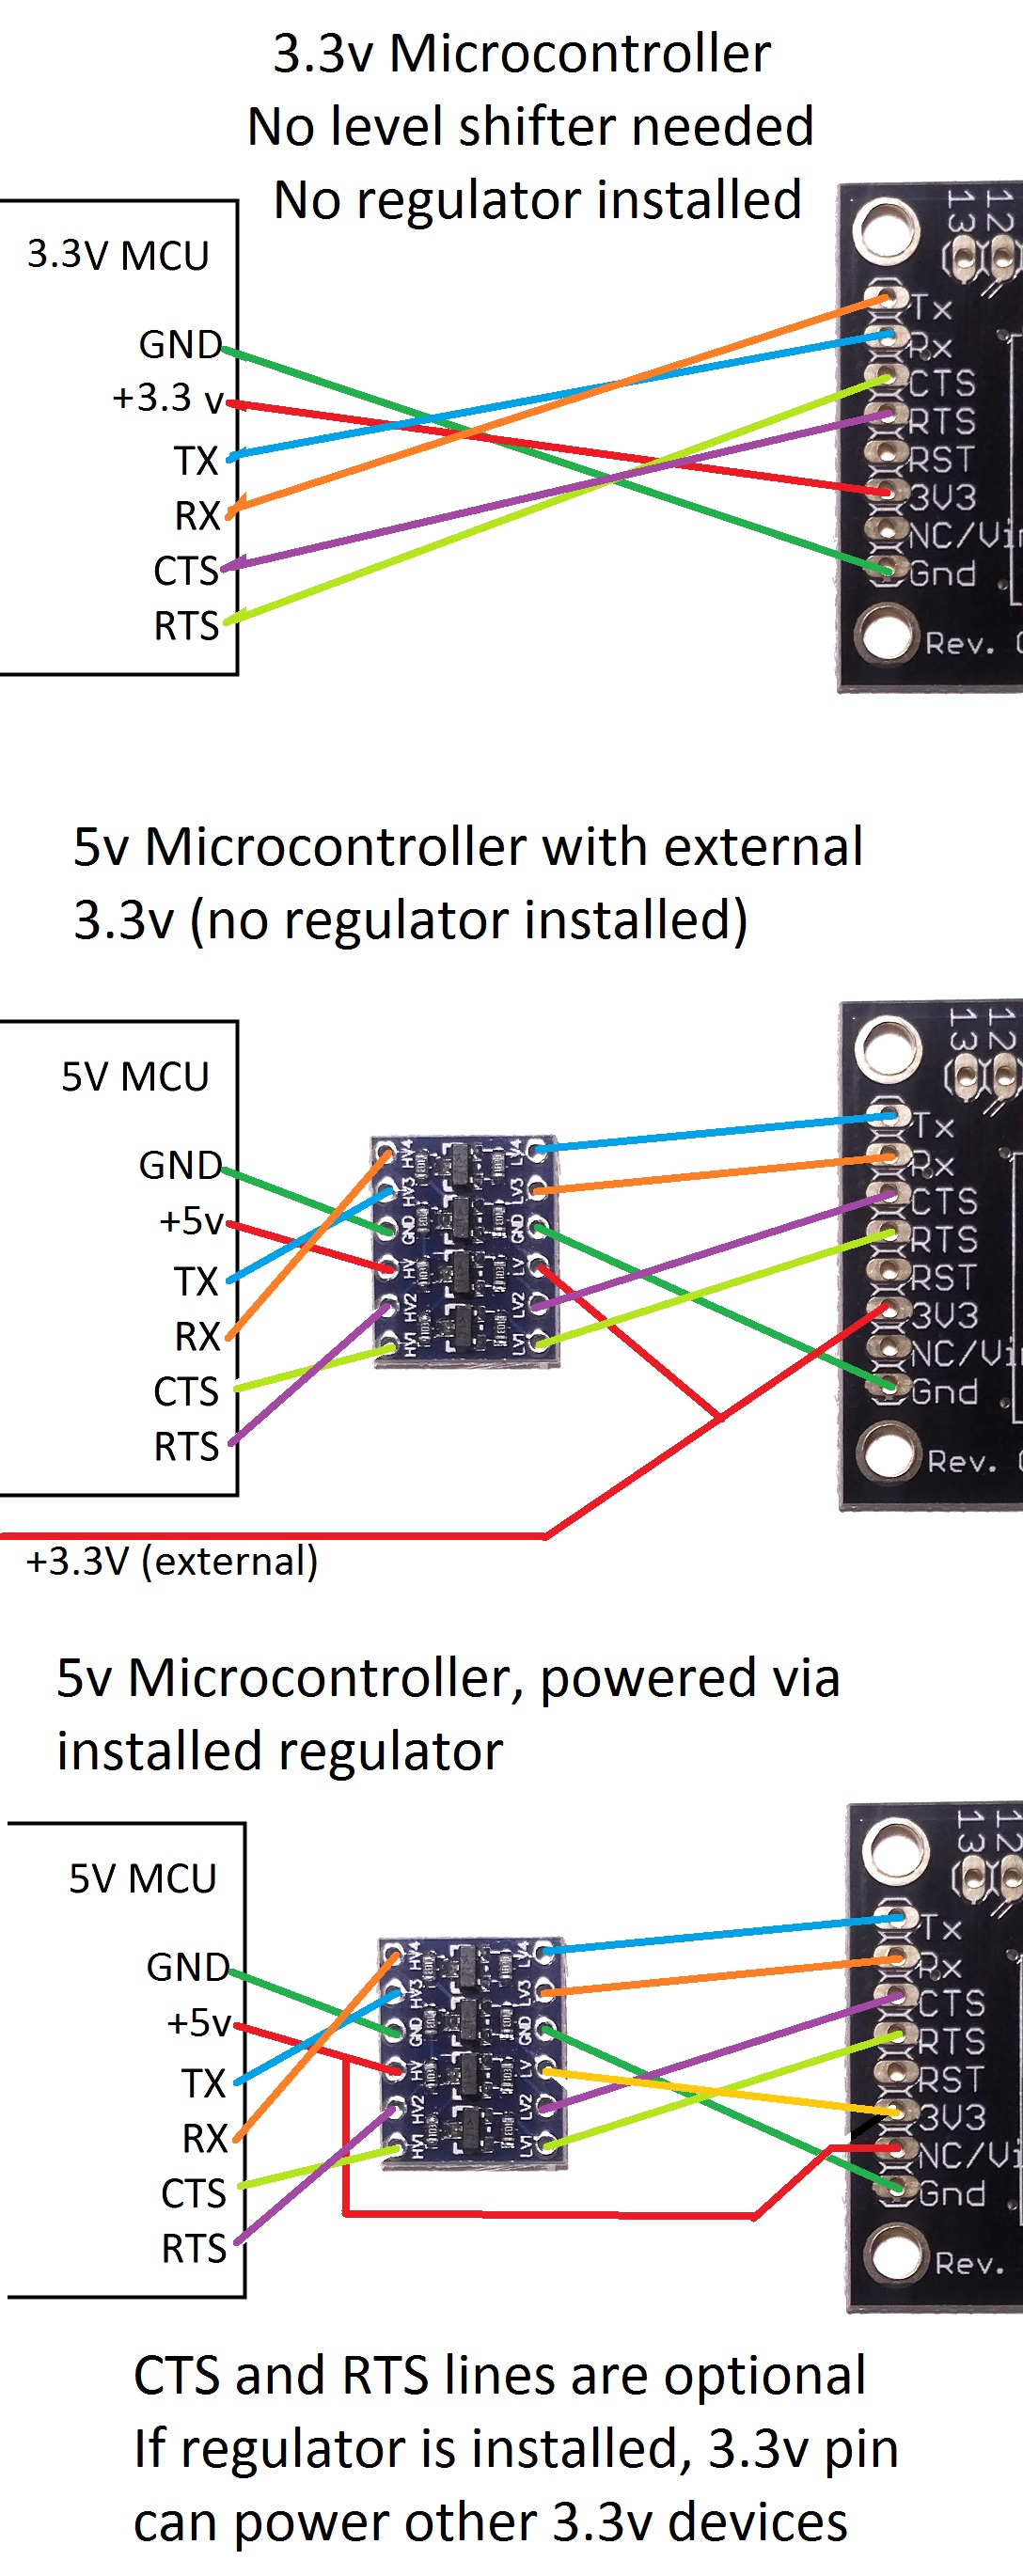 3.3v Microcontroller
No level shifter needed
No regulator installed
3.3V MCU
GND
+3.3 v
TX
RX
CTS
RTS
13
12
Tx
Rx
CTS
RTS
RST
3V3
NC/Vi
Gnd
Rev.
5v Microcontroller with external
3.3v (no regulator installed)
5V MCU
GND
+5v
TX
RX
CTS
RTS
+3.3V (external)
HV4
HV3
GND
HV
HV2
HV1
LV4
LV3
GND
LV
LV2
LV1
13
12
Tx
Rx
CTS
RTS
RST
3V3
NC/Vi
Gnd
Rev.
5v Microcontroller, powered via
installed regulator
5V MCU
GND
+5v
TX
RX
CTS
RTS
HV4
HV3
GND
HV
HV2
HV1
LV4
LV3
GND
LV
LV2
LV1
13
12
Tx
Rx
CTS
RTS
RST
3V3
NC/Vi
Gnd
Rev.
CTS and RTS lines are optional
If regulator is installed, 3.3v pin
can power other 3.3v devices